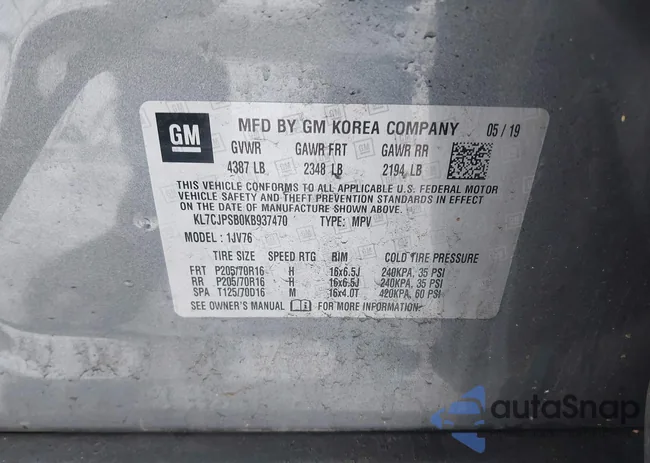 GM MFD BY GM KOREA COMPANY 05/19
GVWR GAWR FRT GAWR RR
4387 LB 2348 LB 2194 LB
THIS VEHICLE CONFORMS TO ALL APPLICABLE U.S. FEDERAL MOTOR
VEHICLE SAFETY AND THEFT PREVENTION STANDARDS IN EFFECT
ON THE DATE OF MANUFACTURE SHOWN ABOVE.
KL7CJPSB0KB937470 TYPE: MPV
MODEL: 1JV76
TIRE SIZE SPEED RTG RIM COLD TIRE PRESSURE
FRT P205/70R16 H 16x6.5J 240KPA, 35 PSI
RR P205/70R16 H 16x6.5J 240KPA, 35 PSI
SPA T125/70D16 M 16x4.0T 420KPA, 60 PSI
SEE OWNER'S MANUAL FOR MORE INFORMATION.
autaSnap